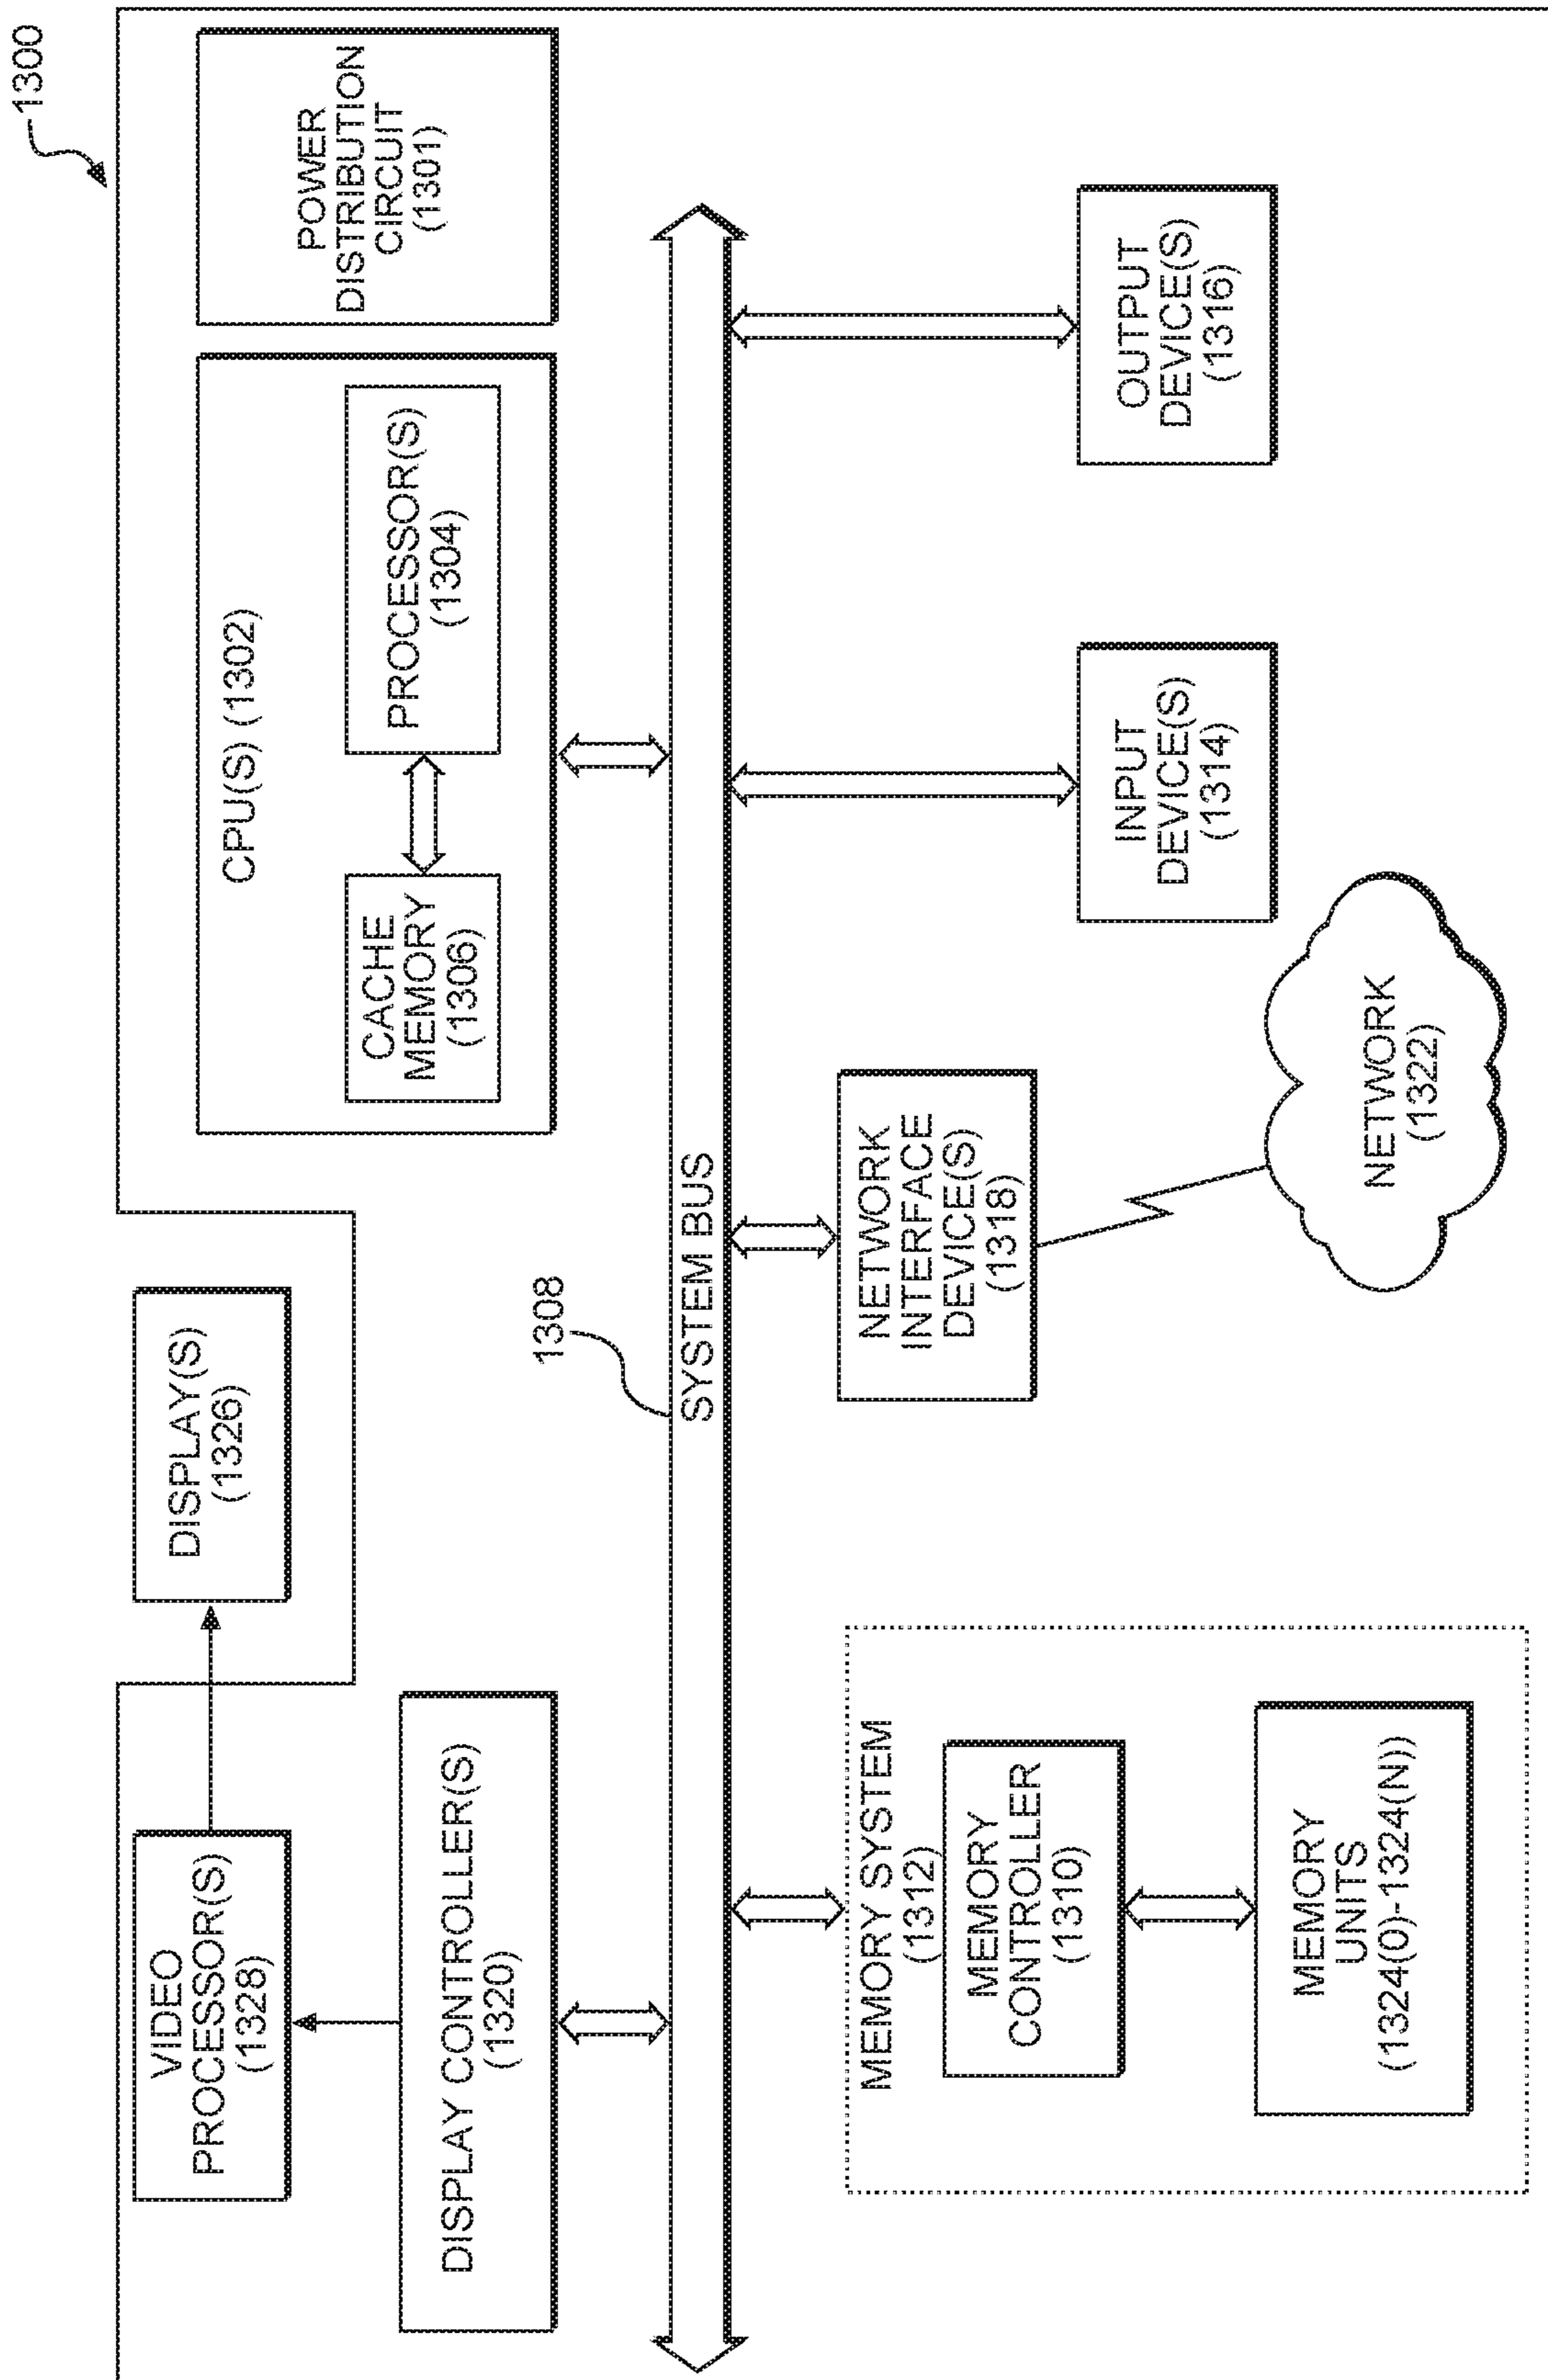 1300
VIDEO
PROCESSOR(S)
(1328)
DISPLAY(S)
(1326)
DISPLAY CONTROLLER(S)
(1320)
CPU(S) (1302)
CACHE
MEMORY
(1306)
PROCESSOR(S)
(1304)
POWER
DISTRIBUTION
CIRCUIT
(1301)
1308
SYSTEM BUS
MEMORY SYSTEM
(1312)
MEMORY
CONTROLLER
(1310)
MEMORY
UNITS
(1324(0)-1324(N))
NETWORK
INTERFACE
DEVICE(S)
(1318)
INPUT
DEVICE(S)
(1314)
OUTPUT
DEVICE(S)
(1316)
NETWORK
(1322)